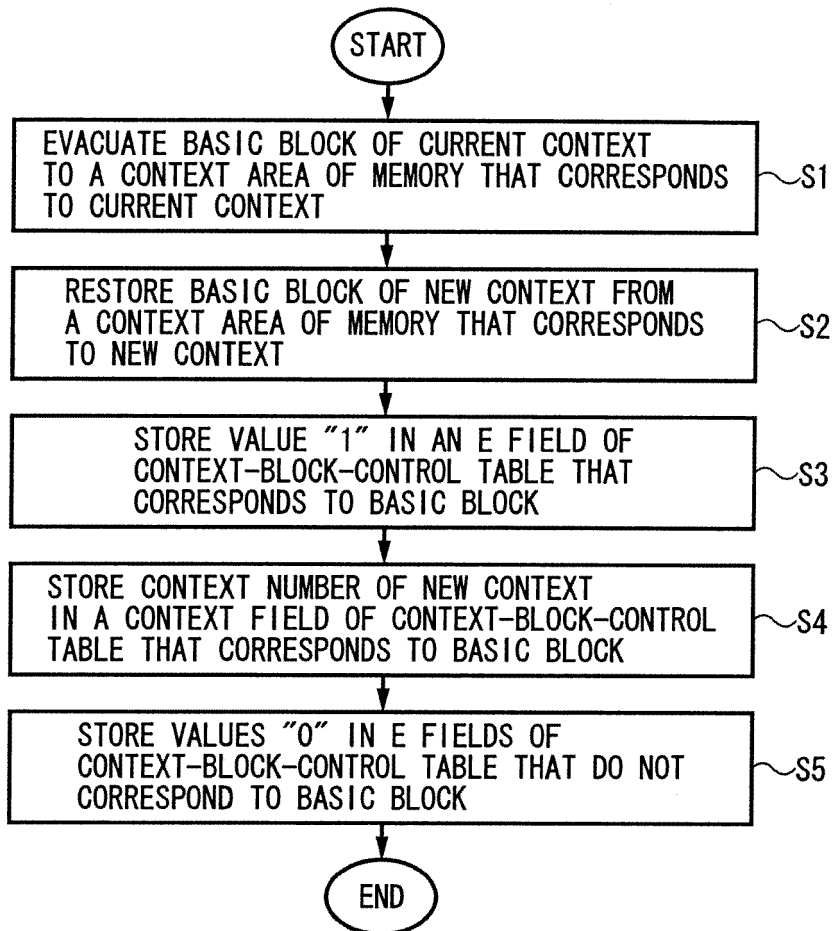 START
EVACUATE BASIC BLOCK OF CURRENT CONTEXT
TO A CONTEXT AREA OF MEMORY THAT CORRESPONDS
TO CURRENT CONTEXT
S1
RESTORE BASIC BLOCK OF NEW CONTEXT FROM
A CONTEXT AREA OF MEMORY THAT CORRESPONDS
TO NEW CONTEXT
S2
STORE VALUE "1" IN AN E FIELD OF
CONTEXT-BLOCK-CONTROL TABLE THAT
CORRESPONDS TO BASIC BLOCK
S3
STORE CONTEXT NUMBER OF NEW CONTEXT
IN A CONTEXT FIELD OF CONTEXT-BLOCK-CONTROL
TABLE THAT CORRESPONDS TO BASIC BLOCK
S4
STORE VALUES "0" IN E FIELDS OF
CONTEXT-BLOCK-CONTROL TABLE THAT DO NOT
CORRESPOND TO BASIC BLOCK
S5
END